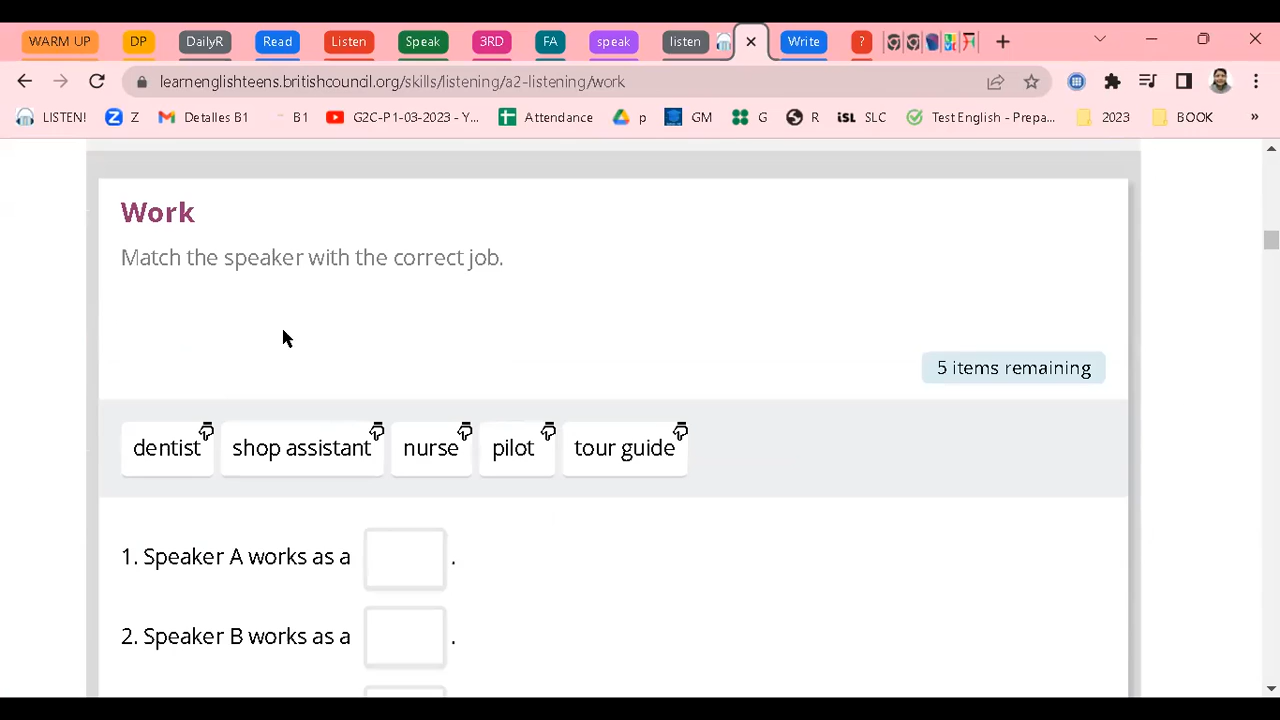 WARM UP DP DailyR Read Listen Speak 3RD FA speak listen Write ?
learnenglishteens.britishcouncil.org/skills/listening/a2-listening/work
LISTEN! Z Detalles B1 B1 G2C-P1-03-2023 - Y... Attendance p GM G R iSL SLC Test English - Prepa... 2023 BOOK »
Work
Match the speaker with the correct job.
5 items remaining
dentist shop assistant nurse pilot tour guide
1. Speaker A works as a .
2. Speaker B works as a .